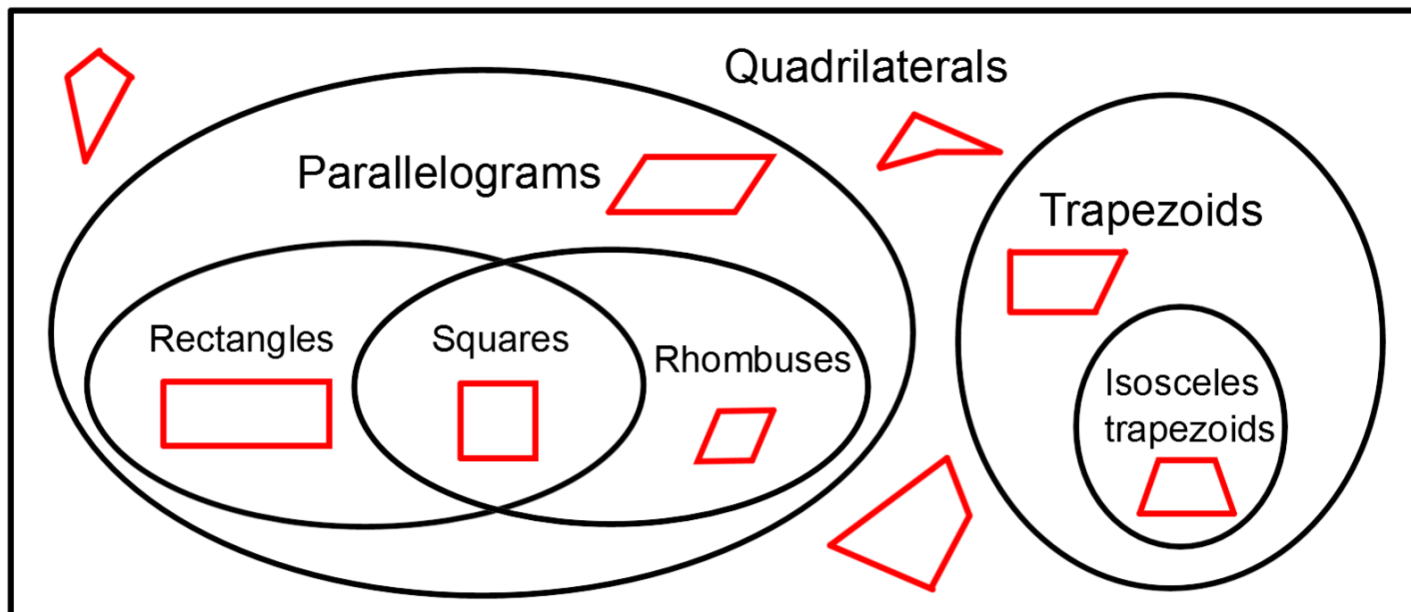 Quadrilaterals
Parallelograms
Trapezoids
Rectangles
Squares
Rhombuses
Isosceles
trapezoids